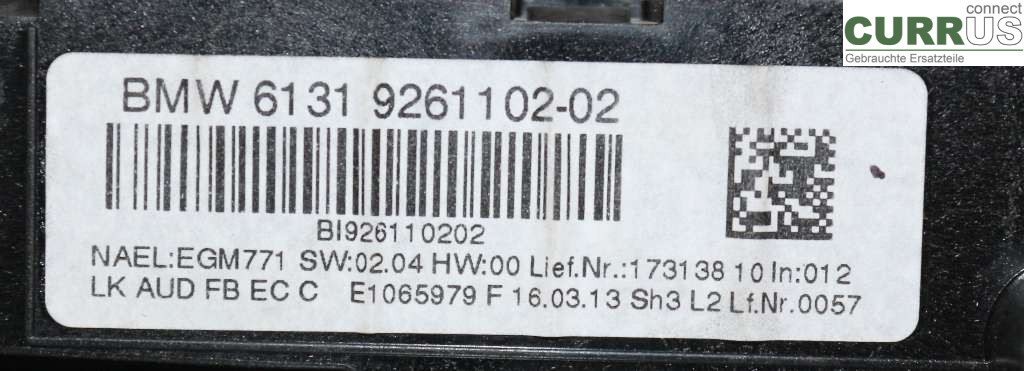 connect
CURRUS
Gebrauchte Ersatzteile
BMW 6131 9261102-02
BI926110202
NAEL:EGM771 SW:02.04 HW:00 Lief.Nr.:173138 10 In:012
LK AUD FB EC C E1065979 F 16.03.13 Sh3 L2 Lf.Nr.0057